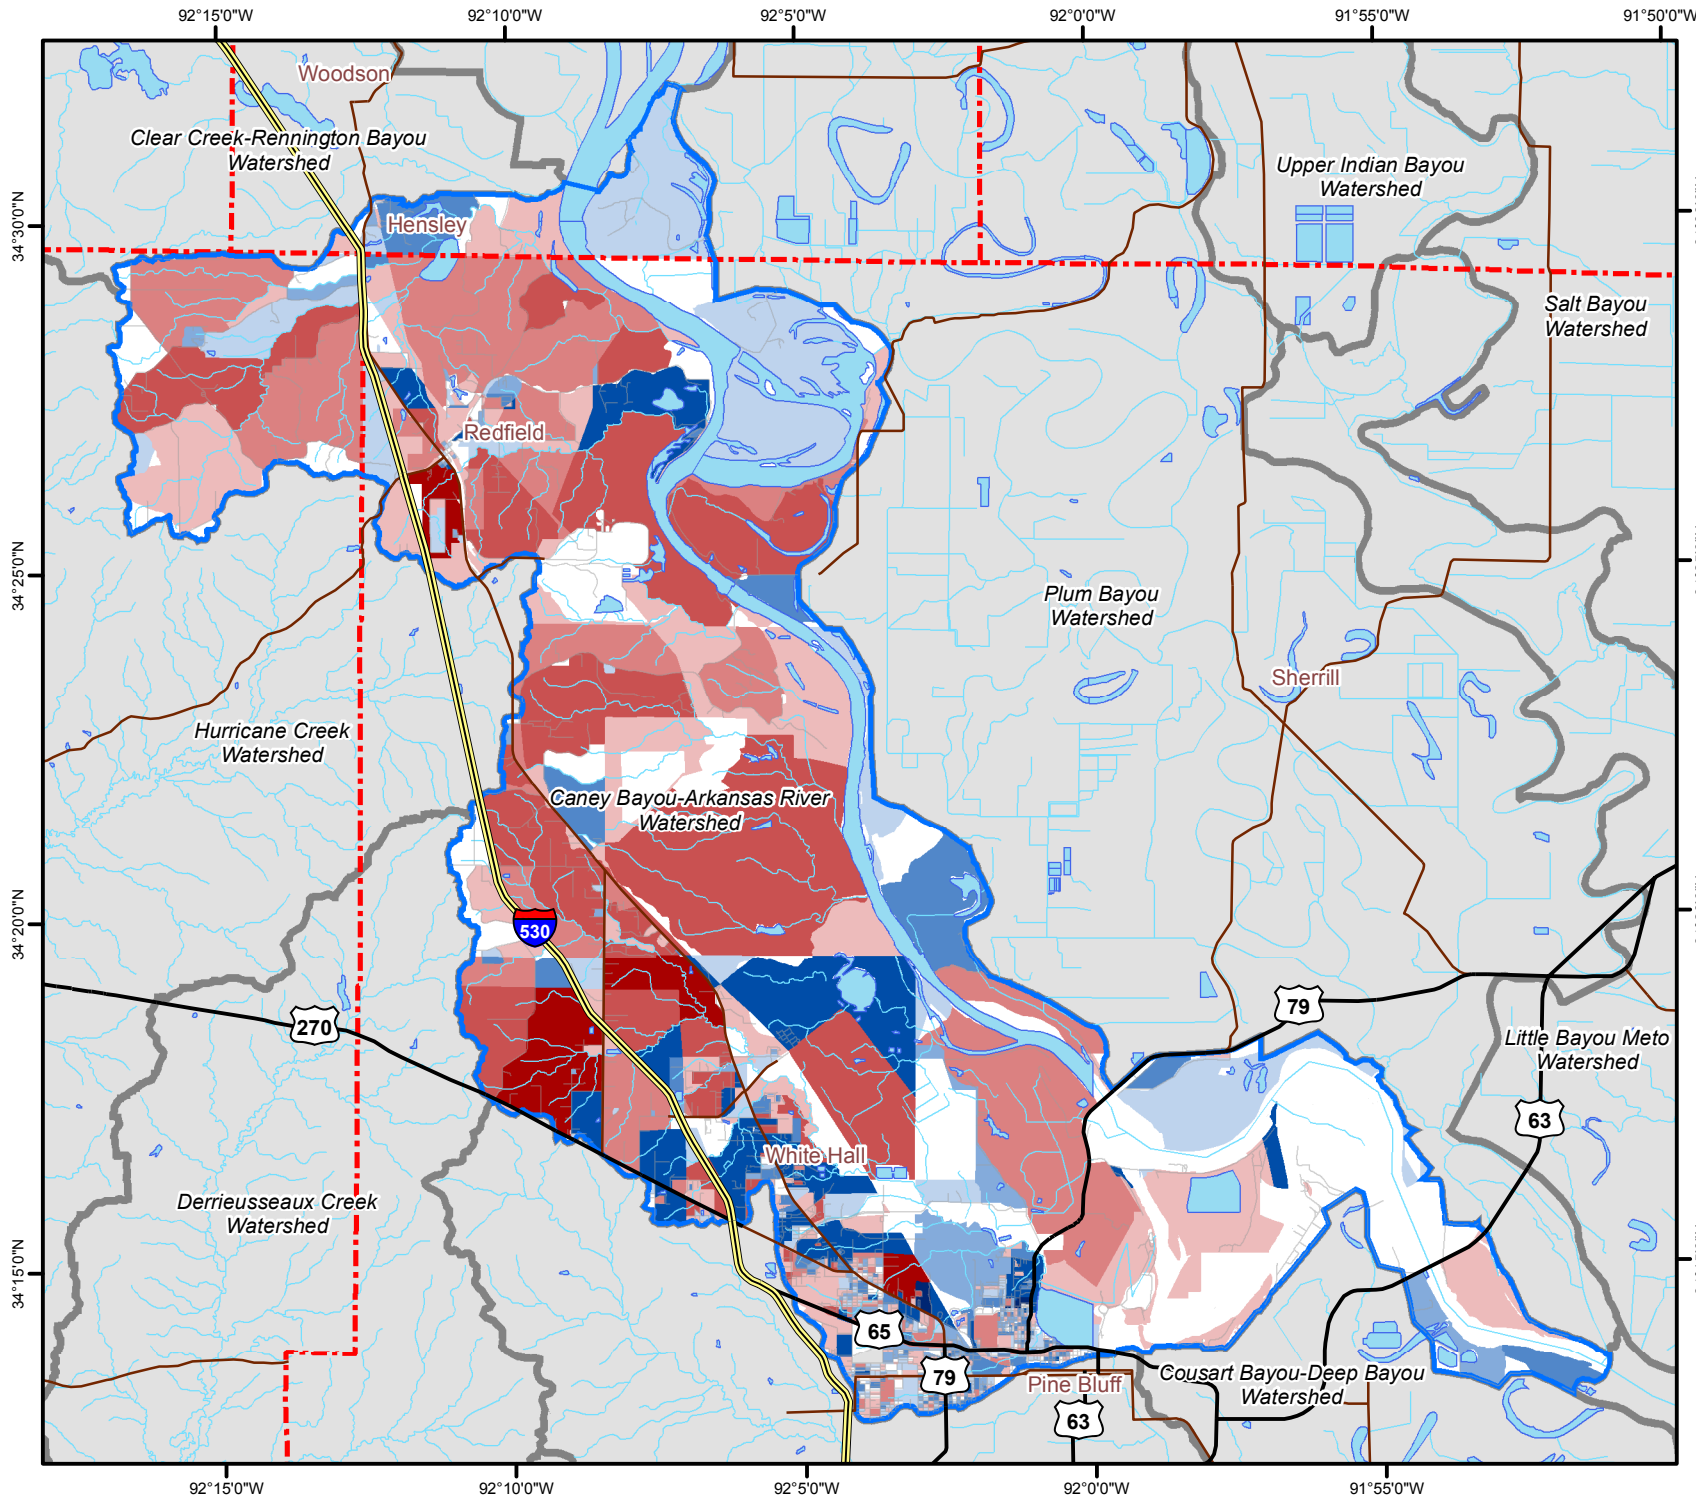 92°15'0"W
92°10'0"W
92°5'0"W
92°0'0"W
91°55'0"W
91°50'0"W
Woodson
Clear Creek-Rennington Bayou
Watershed
Upper Indian Bayou
Watershed
34°30'0"N
Hensley
Salt Bayou
Watershed
Redfield
34°25'0"N
Plum Bayou
Watershed
Sherrill
Hurricane Creek
Watershed
Caney Bayou-Arkansas River
Watershed
34°20'0"N
530
79
270
Little Bayou Meto
Watershed
63
White Hall
Derrieusseaux Creek
Watershed
34°15'0"N
65
79
Pine Bluff
Cousart Bayou-Deep Bayou
Watershed
63
92°15'0"W
92°10'0"W
92°5'0"W
92°0'0"W
91°55'0"W